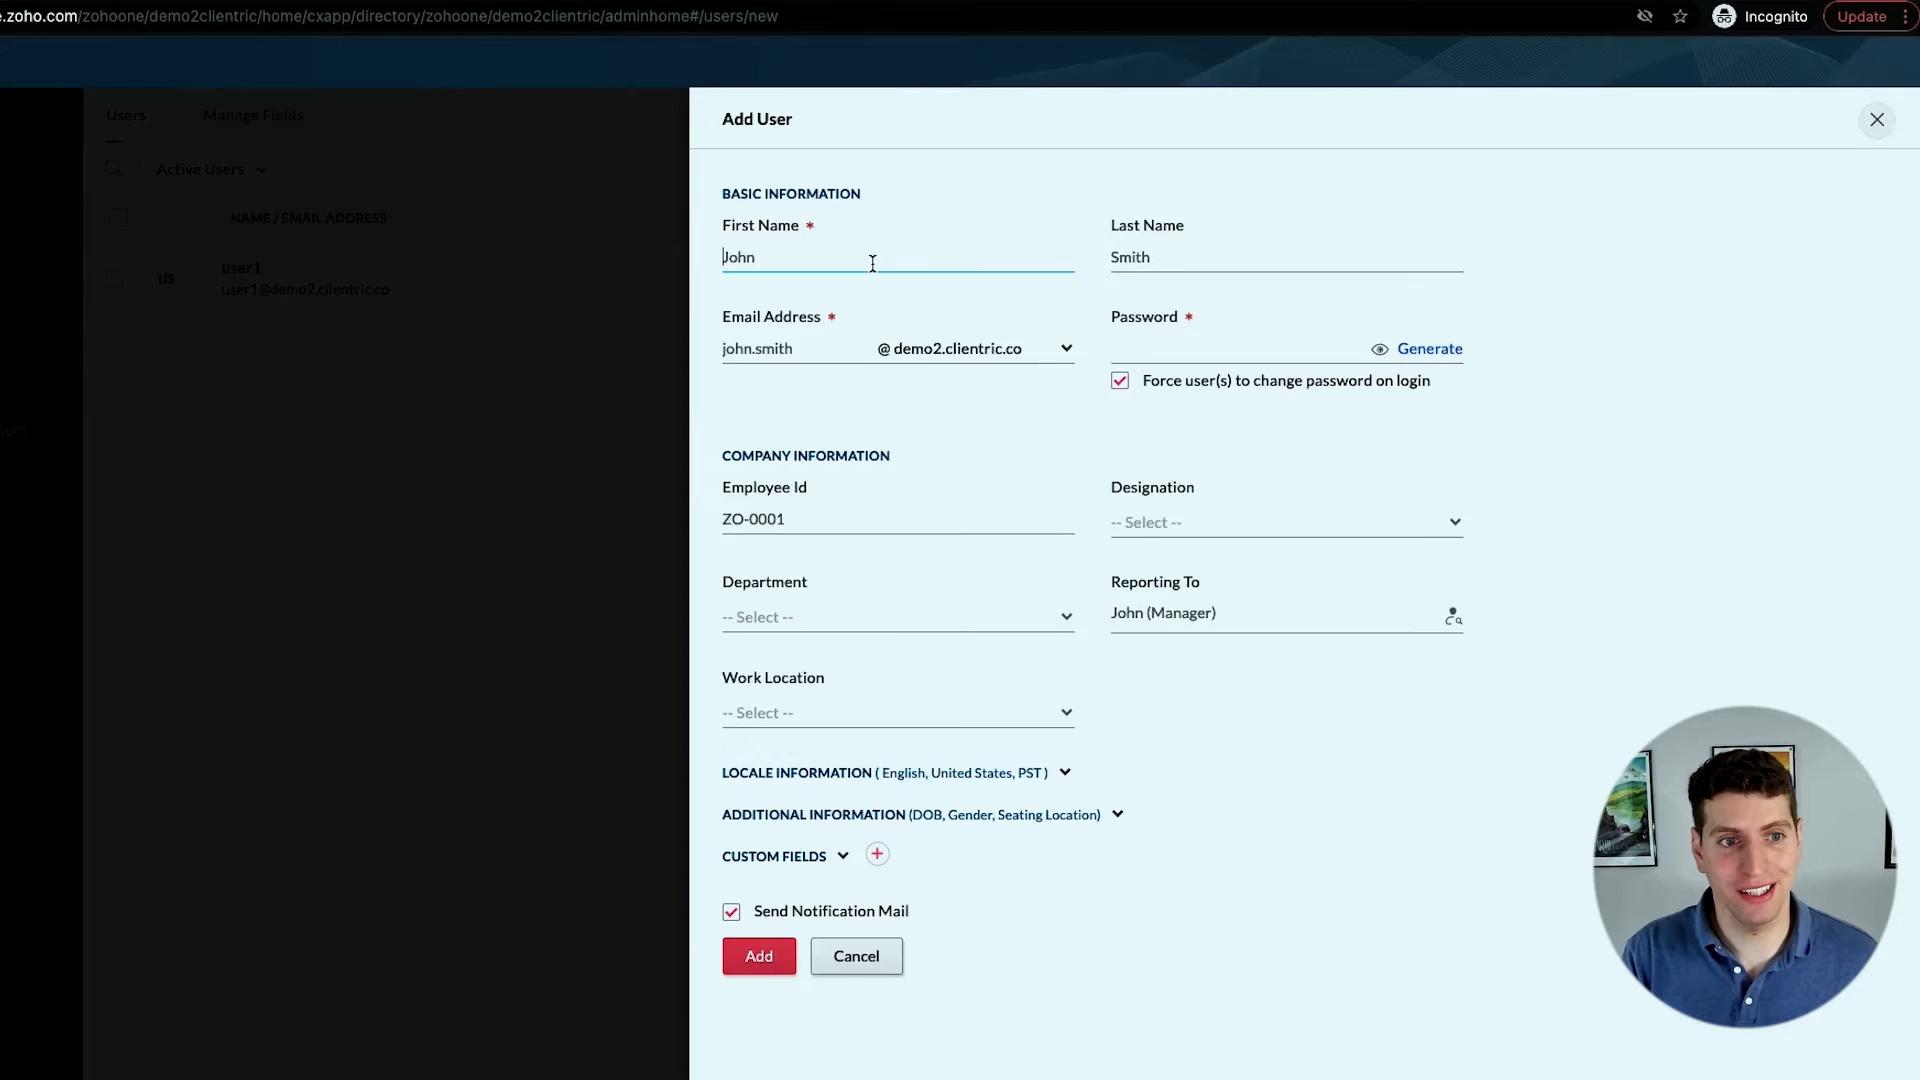 e.zoho.com/zohoone/demo2clientric/home/cxapp/directory/zohoone/demo2clientric/adminhome#/users/new
Incognito
Update
Users
Manage Fields
Active Users
NAME / EMAIL ADDRESS
US
user1
user1@demo2.clientric.co
Add User
BASIC INFORMATION
First Name *
Last Name
John
Smith
Email Address *
Password *
john.smith
@ demo2.clientric.co
Generate
Force user(s) to change password on login
COMPANY INFORMATION
Employee Id
Designation
ZO-0001
-- Select --
Department
Reporting To
-- Select --
John (Manager)
Work Location
-- Select --
LOCALE INFORMATION ( English, United States, PST )
ADDITIONAL INFORMATION (DOB, Gender, Seating Location)
CUSTOM FIELDS
Send Notification Mail
Add
Cancel